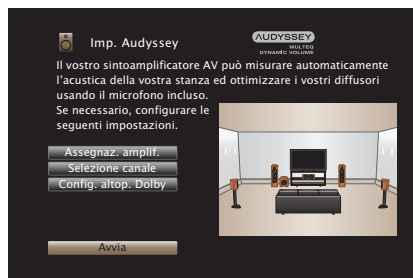 Imp. Audyssey
AUDYSSEY
MULTEQ
DYNAMIC VOLUME
Il vostro sintoamplificatore AV può misurare automaticamente
l'acustica della vostra stanza ed ottimizzare i vostri diffusori
usando il microfono incluso.
Se necessario, configurare le
seguenti impostazioni.
Assegnaz. amplif.
Selezione canale
Config. altop. Dolby
Avvia